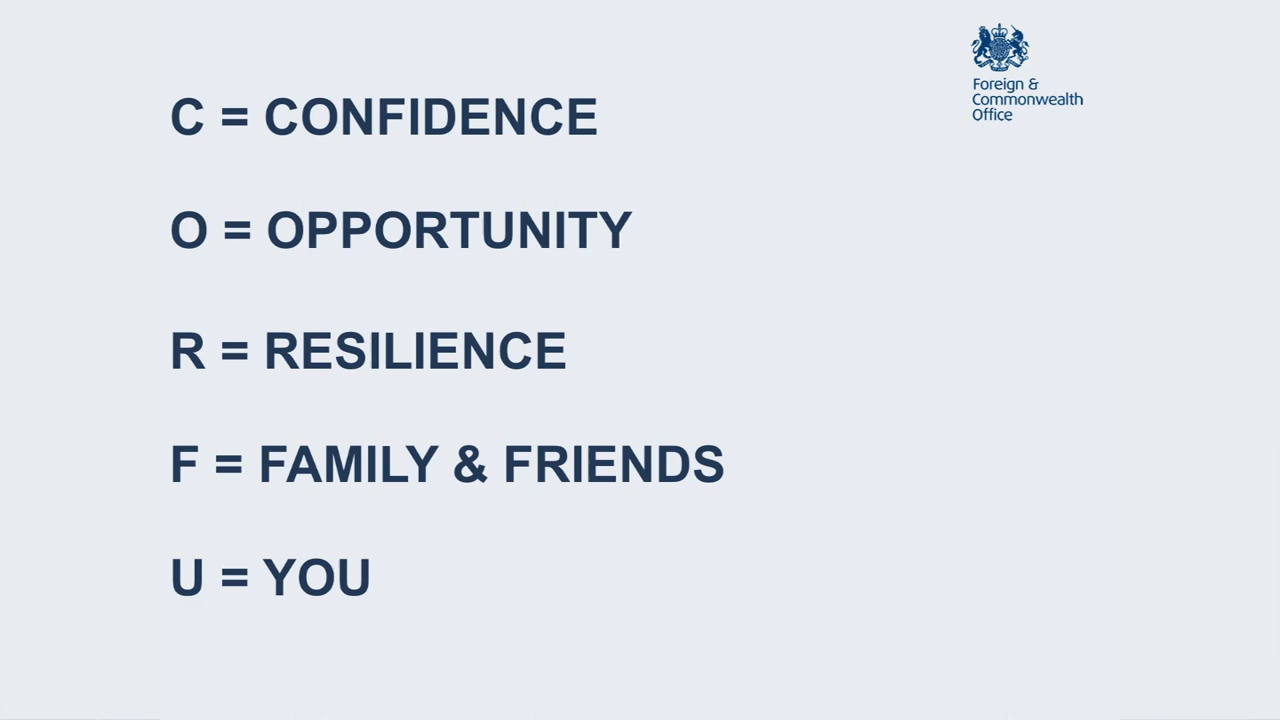 C = CONFIDENCE
O = OPPORTUNITY
R = RESILIENCE
F = FAMILY & FRIENDS
U = YOU
Foreign &
Commonwealth
Office